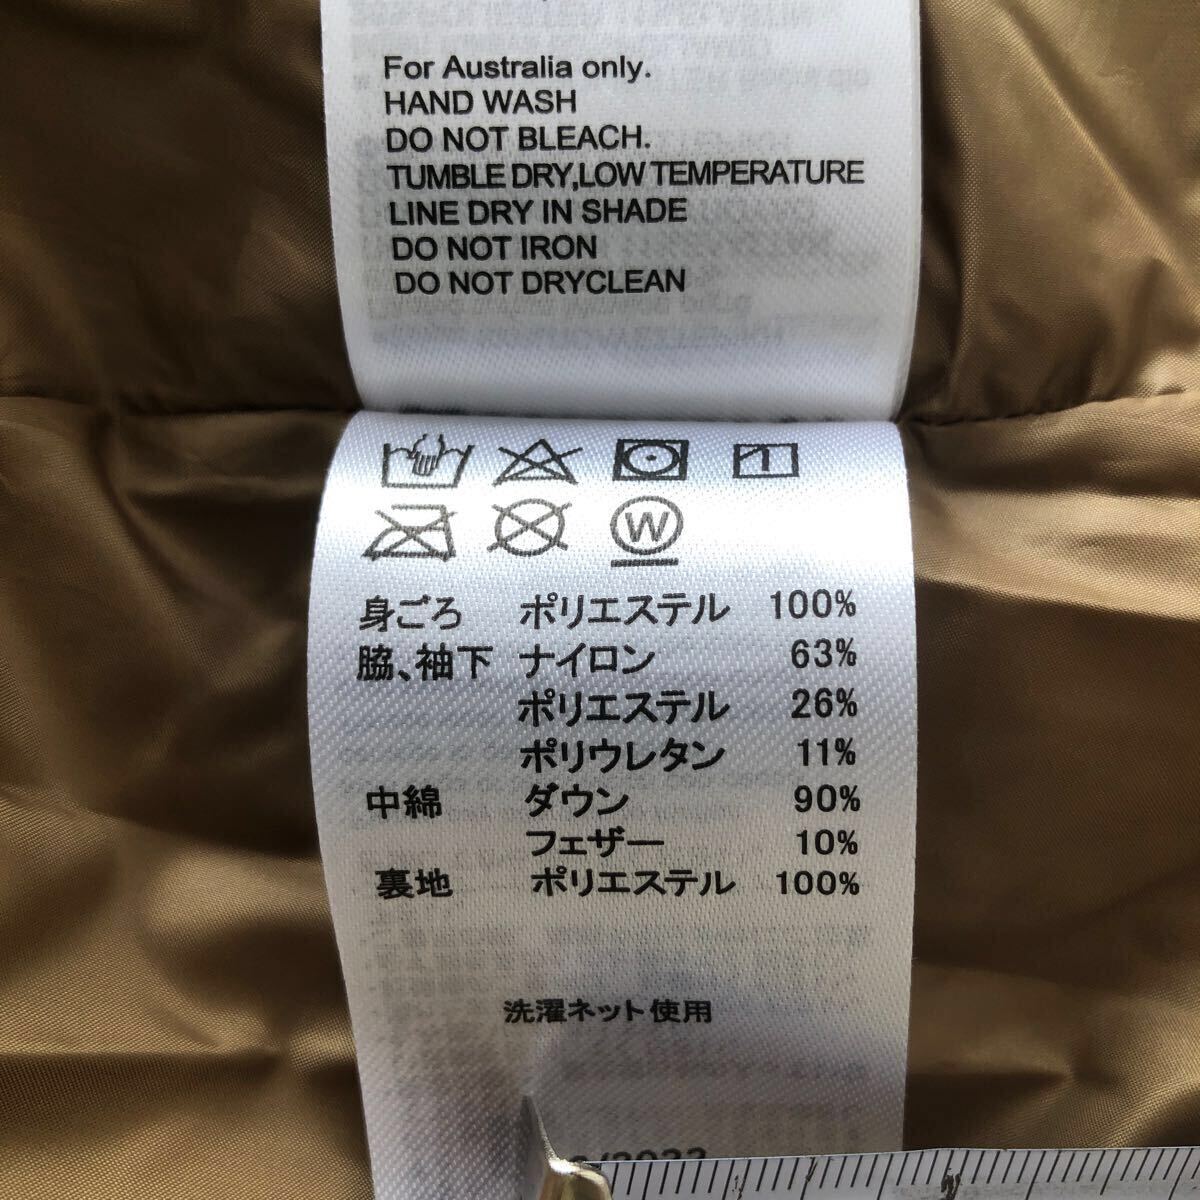 For Australia only.
HAND WASH
DO NOT BLEACH.
TUMBLE DRY,LOW TEMPERATURE
LINE DRY IN SHADE
DO NOT IRON
DO NOT DRYCLEAN
W
身ごろ ポリエステル 100%
脇、袖下 ナイロン 63%
ポリエステル 26%
ポリウレタン 11%
中綿 ダウン 90%
フェザー 10%
裏地 ポリエステル 100%
洗濯ネット使用
/2022